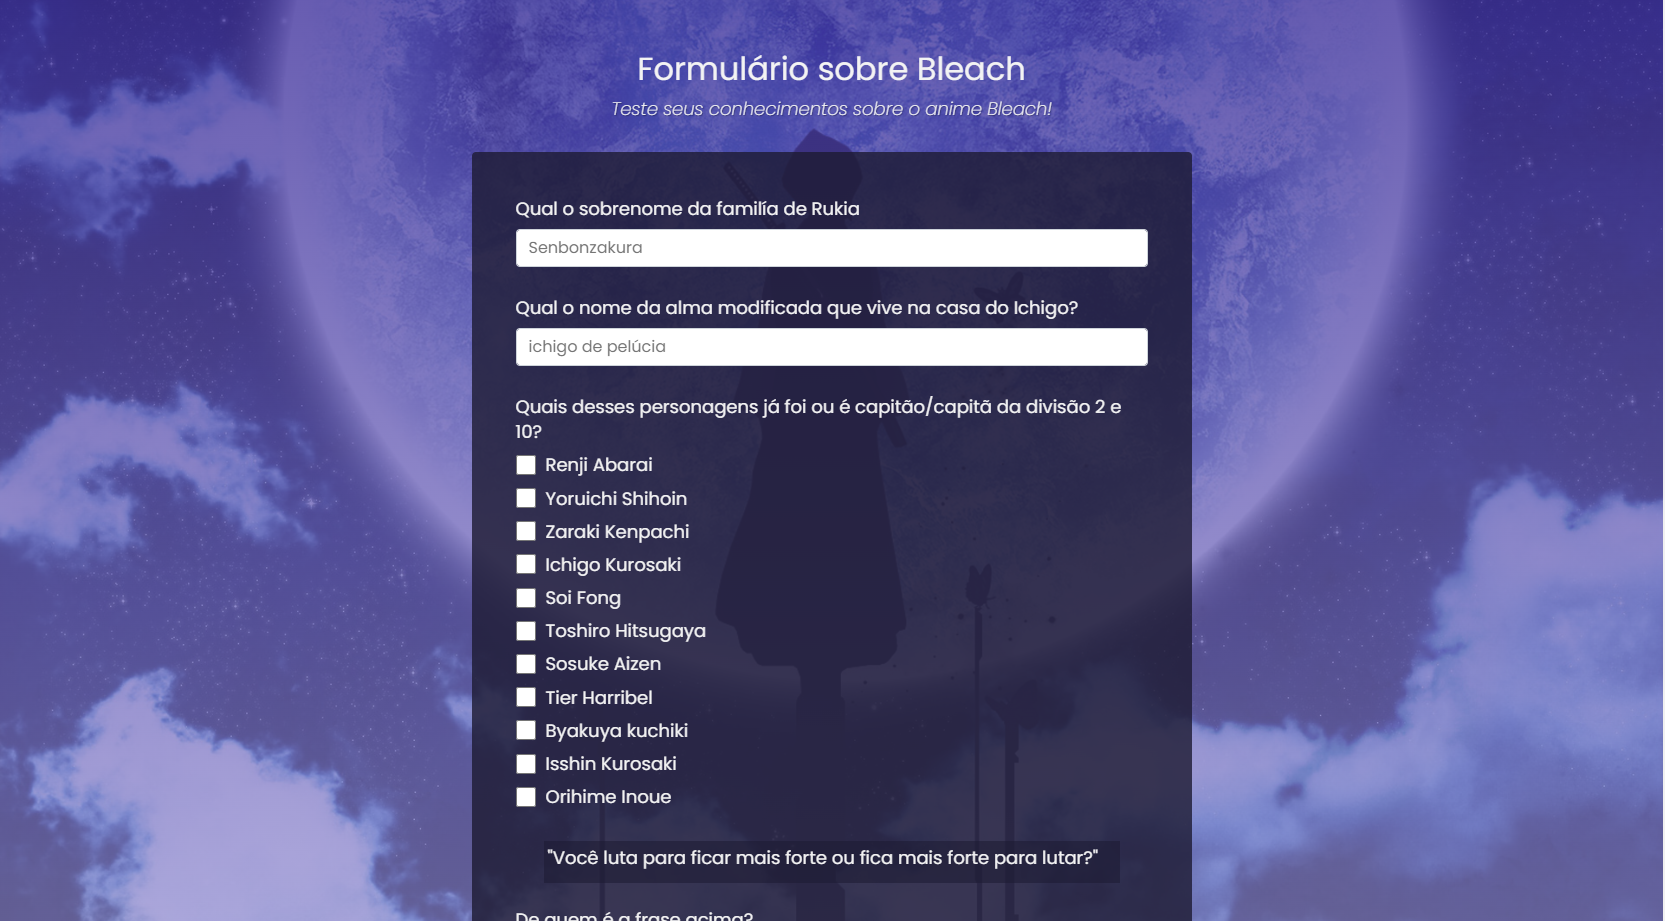 Formulário sobre Bleach
Teste seus conhecimentos sobre o anime Bleach!
Qual o sobrenome da familía de Rukia
Senbonzakura
Qual o nome da alma modificada que vive na casa do Ichigo?
ichigo de pelúcia
Quais desses personagens já foi ou é capitão/capitã da divisão 2 e
10?
Renji Abarai
Yoruichi Shihoin
Zaraki Kenpachi
Ichigo Kurosaki
Soi Fong
Toshiro Hitsugaya
Sosuke Aizen
Tier Harribel
Byakuya kuchiki
Isshin Kurosaki
Orihime Inoue
"Você luta para ficar mais forte ou fica mais forte para lutar?"
De quem é a frase acima?